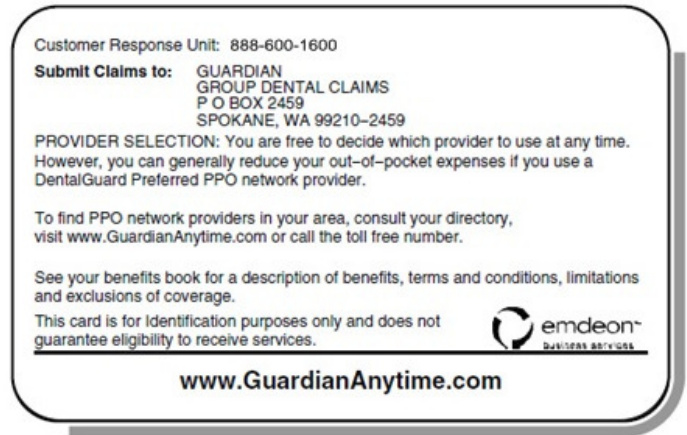 Customer Response Unit: 888-600-1600
Submit Claims to: GUARDIAN
GROUP DENTAL CLAIMS
P O BOX 2459
SPOKANE, WA 99210–2459
PROVIDER SELECTION: You are free to decide which provider to use at any time.
However, you can generally reduce your out–of–pocket expenses if you use a
DentalGuard Preferred PPO network provider.
To find PPO network providers in your area, consult your directory,
visit www.GuardianAnytime.com or call the toll free number.
See your benefits book for a description of benefits, terms and conditions, limitations
and exclusions of coverage.
This card is for Identification purposes only and does not
guarantee eligibility to receive services.
emdeon
business services
www.GuardianAnytime.com